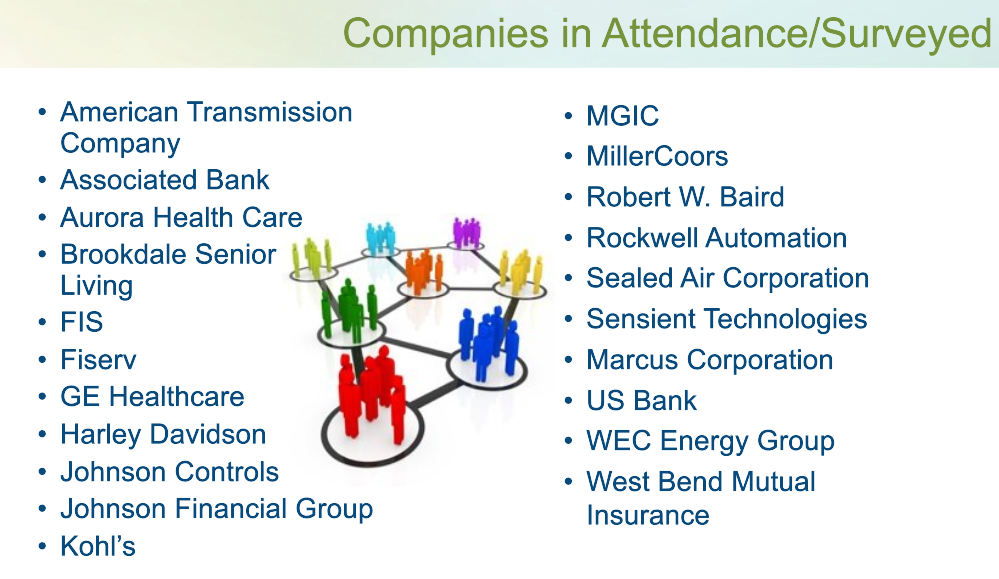 Companies in Attendance/Surveyed
• American Transmission
Company
• Associated Bank
• Aurora Health Care
• Brookdale Senior
Living
• FIS
• Fiserv
• GE Healthcare
• Harley Davidson
• Johnson Controls
• Johnson Financial Group
• Kohl’s
• MGIC
• MillerCoors
• Robert W. Baird
• Rockwell Automation
• Sealed Air Corporation
• Sensient Technologies
• Marcus Corporation
• US Bank
• WEC Energy Group
• West Bend Mutual
Insurance